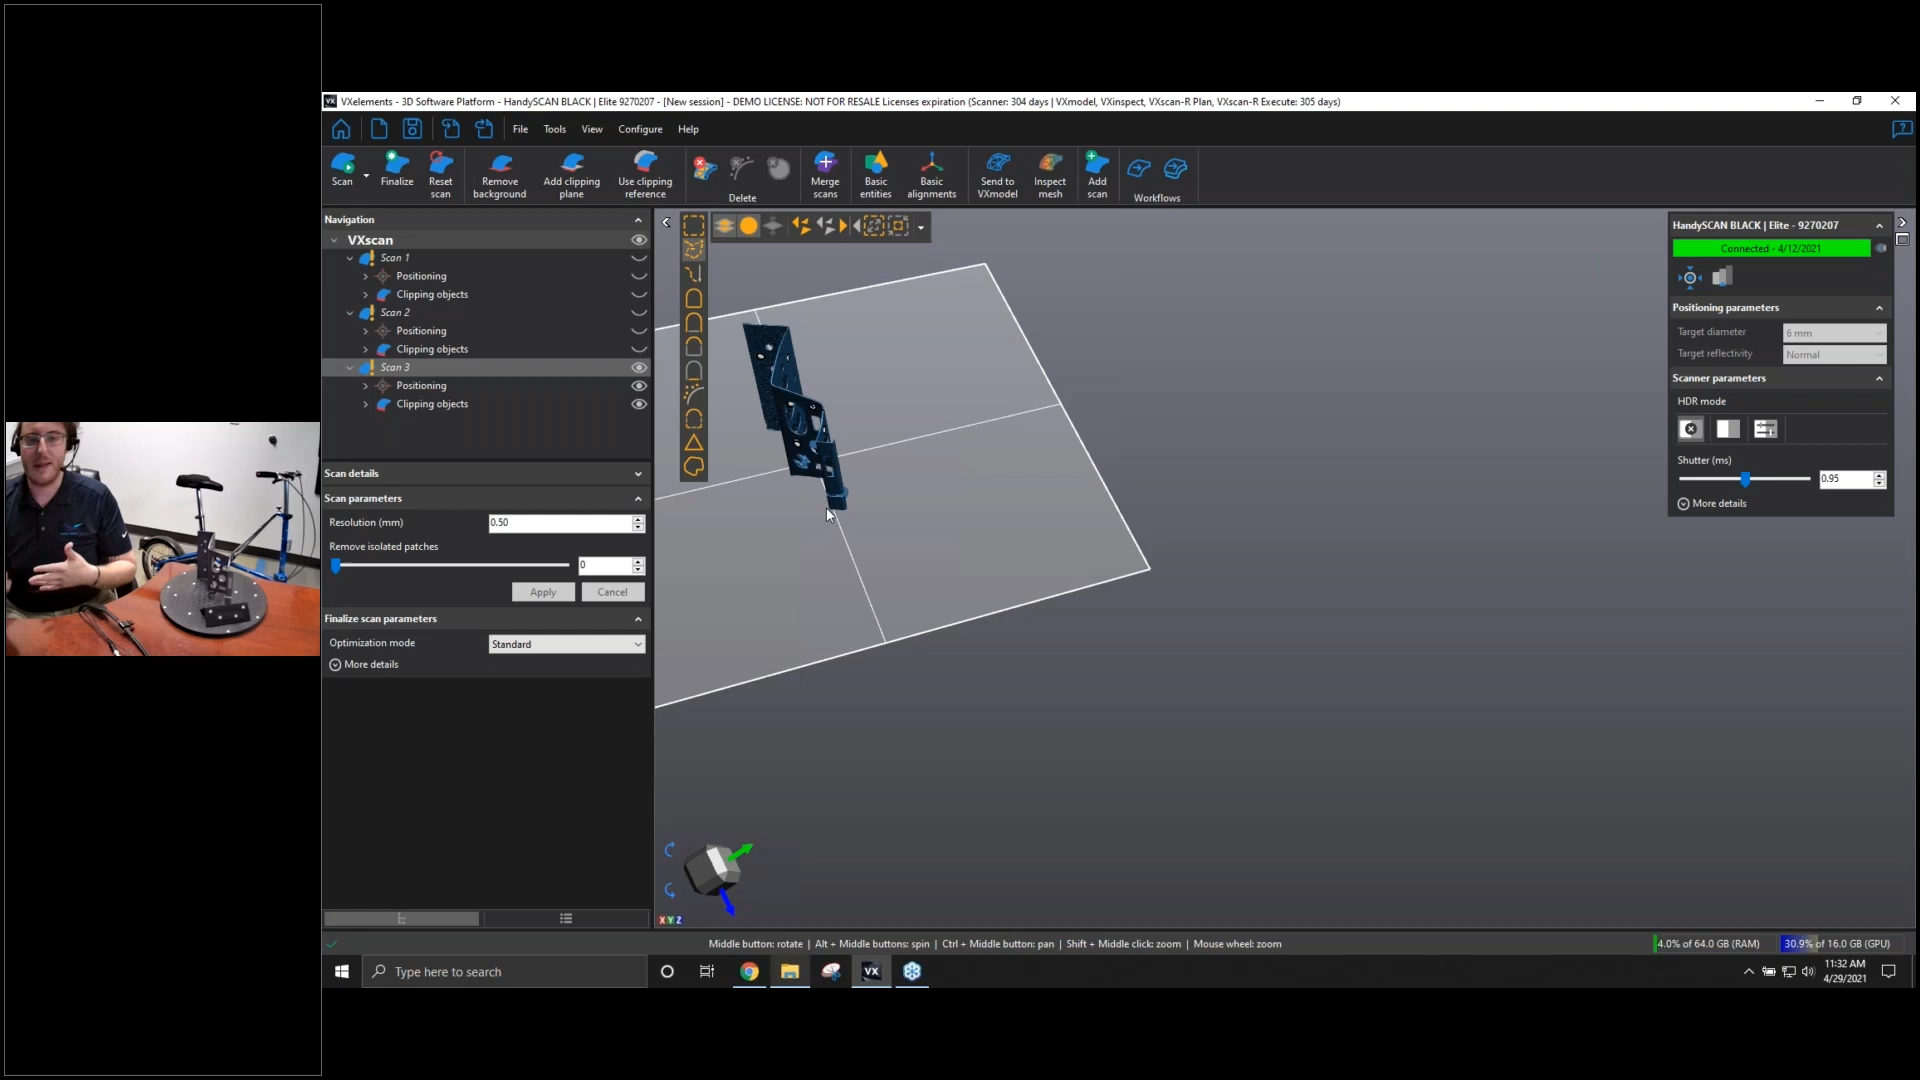 VXelements - 3D Software Platform - HandySCAN BLACK | Elite 9270207 - [New session] - DEMO LICENSE: NOT FOR RESALE Licenses expiration (Scanner: 304 days | VXmodel, VXinspect, VXscan-R Plan, VXscan-R Execute: 305 days)
File Tools View Configure Help
Scan
Finalize
Reset scan
Remove background
Add clipping plane
Use clipping reference
Delete
Merge scans
Basic entities
Basic alignments
Send to VXmodel
Inspect mesh
Add scan
Workflows
Navigation
VXscan
Scan 1
Positioning
Clipping objects
Scan 2
Positioning
Clipping objects
Scan 3
Positioning
Clipping objects
Scan details
Scan parameters
Resolution (mm) 0.50
Remove isolated patches
0
Apply Cancel
Finalize scan parameters
Optimization mode Standard
More details
HandySCAN BLACK | Elite - 9270207
Connected - 4/12/2021
Positioning parameters
Target diameter 6 mm
Target reflectivity Normal
Scanner parameters
HDR mode
Shutter (ms)
0.95
More details
X Y Z
Middle button: rotate | Alt + Middle buttons: spin | Ctrl + Middle button: pan | Shift + Middle click: zoom | Mouse wheel: zoom
4.0% of 64.0 GB (RAM) 30.9% of 16.0 GB (GPU)
Type here to search
VX
11:32 AM
4/29/2021